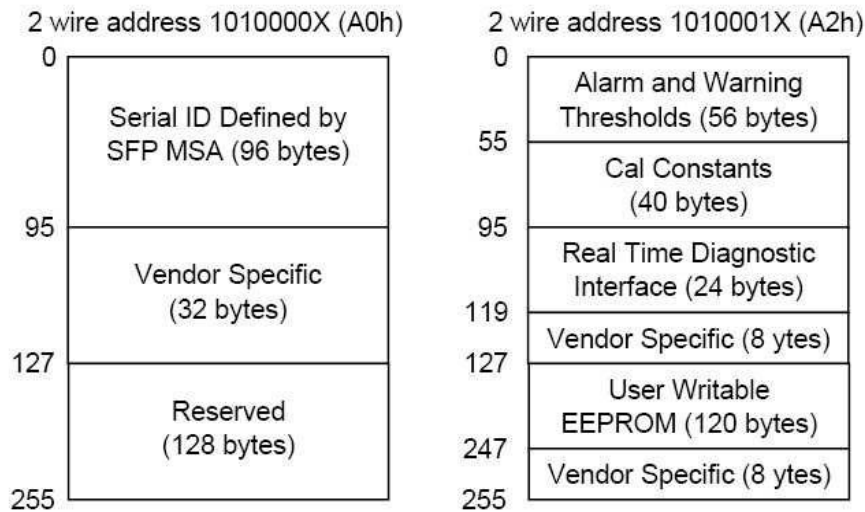 2 wire address 1010000X (A0h)
0
Serial ID Defined by
SFP MSA (96 bytes)
95
Vendor Specific
(32 bytes)
127
Reserved
(128 bytes)
255
2 wire address 1010001X (A2h)
0
Alarm and Warning
Thresholds (56 bytes)
55
Cal Constants
(40 bytes)
95
Real Time Diagnostic
Interface (24 bytes)
119
Vendor Specific (8 ytes)
127
User Writable
EEPROM (120 bytes)
247
Vendor Specific (8 ytes)
255